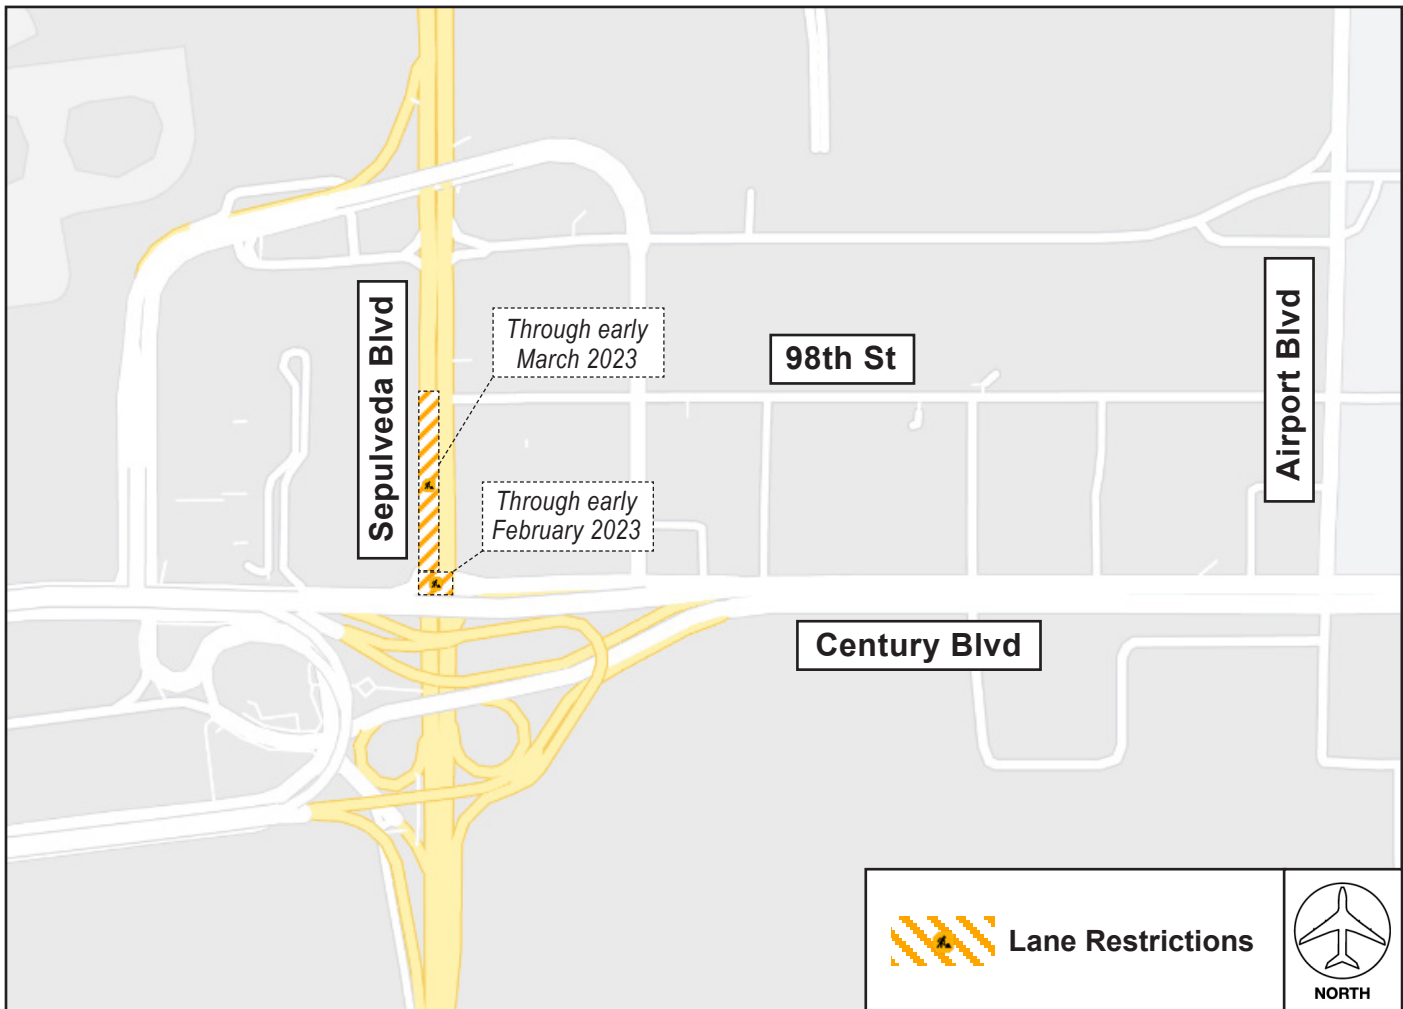 Sepulveda Blvd
Through early
March 2023
98th St
Airport Blvd
Through early
February 2023
Century Blvd
Lane Restrictions
NORTH